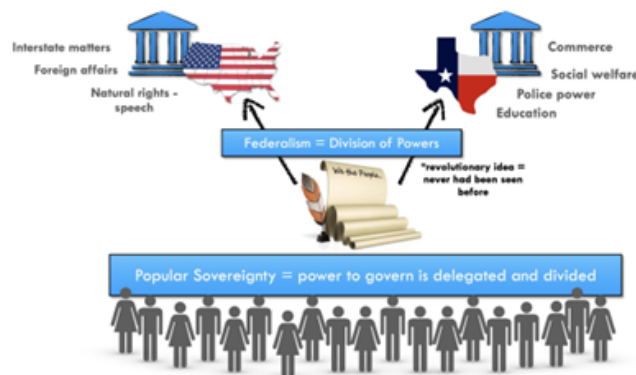 Interstate matters
Foreign affairs
Natural rights -
speech
Commerce
Social welfare
Police power
Education
Federalism = Division of Powers
We the People...
*revolutionary idea =
never had been seen
before
Popular Sovereignty = power to govern is delegated and divided